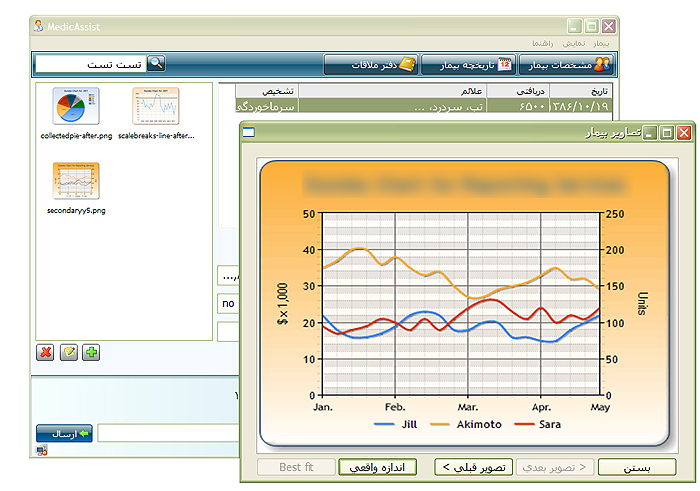 MedicAssist
بیمار نمایش راهنما
مشخصات بیمار تاریخچه بیمار دفتر ملاقات
تست تست
تاریخ دریافتی علائم تشخیص
۱۳۸۶/۱۰/۱۹ ۶۵۰۰ تب، سردرد، ... سرماخوردگی
collectedpie-after.png scalebreaks-line-after...
secondaryy5.png
no
ارسال
تصاویر بیمار
50 250
40 200
30 150
20 100
10 50
0 0
$ x 1,000
Units
Jan. Feb. Mar. Apr. May
Jill Akimoto Sara
Best fit اندازه واقعی < تصویر قبلی تصویر بعدی > بستن